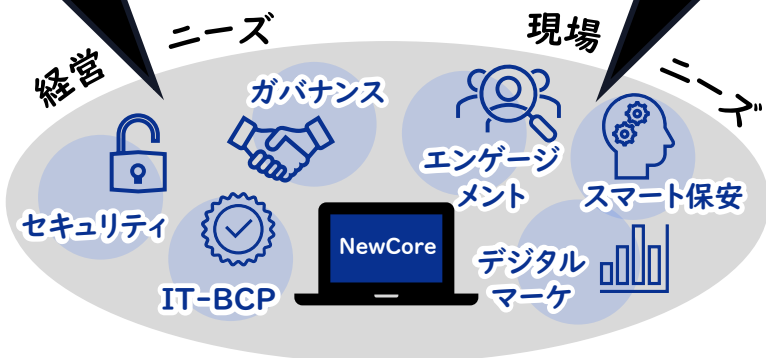 経営ニーズ
現場ニーズ
ガバナンス
エンゲージ
メント
スマート保安
セキュリティ
IT-BCP
NewCore
デジタル
マーケ